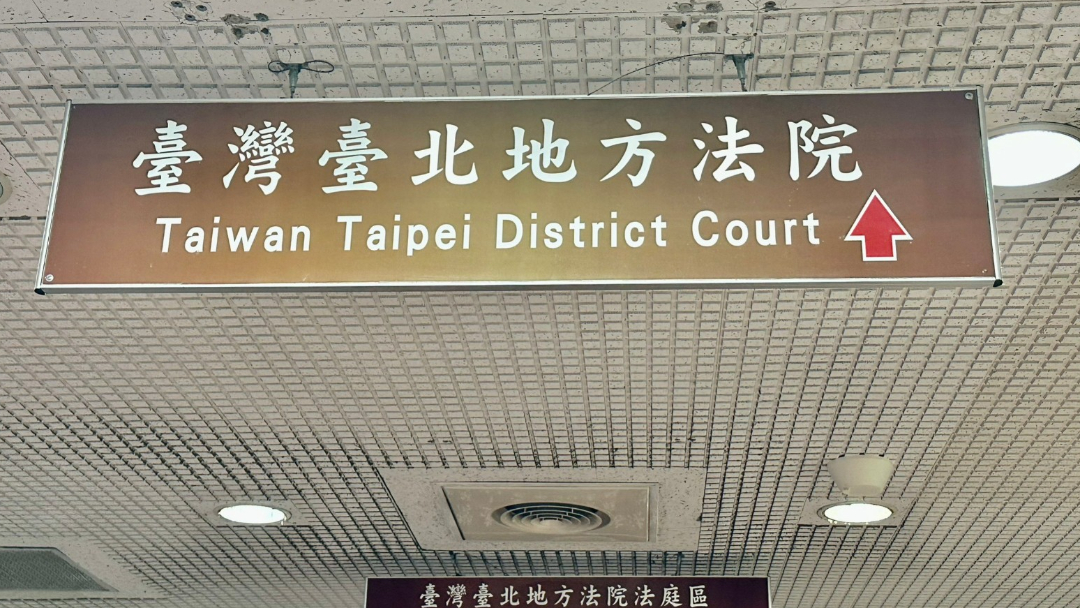 臺灣臺北地方法院
Taiwan Taipei District Court
臺灣臺北地方法院法庭區